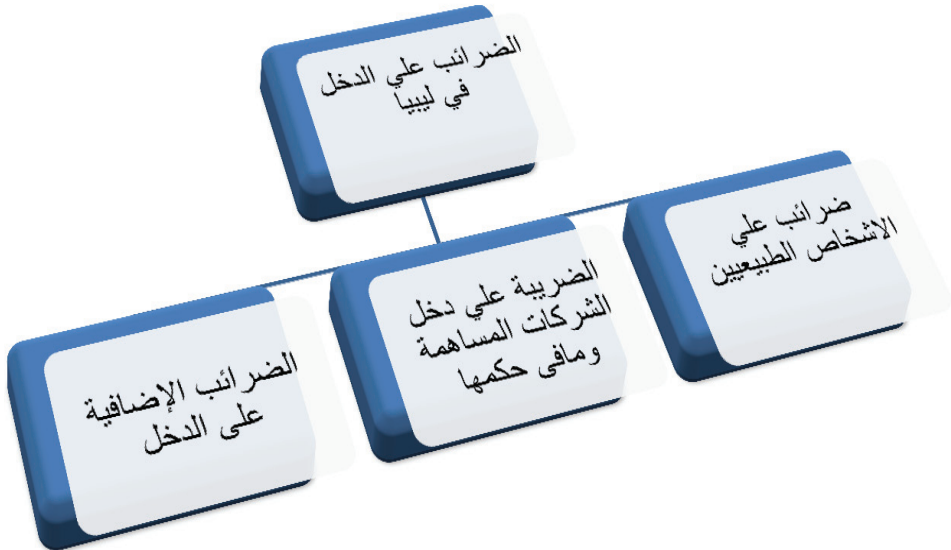 الضرائب علي الدخل
في ليبيا
ضرائب علي
الاشخاص الطبيعيين
الضريبة علي دخل
الشركات المساهمة
ومافى حكمها
الضرائب الإضافية
على الدخل